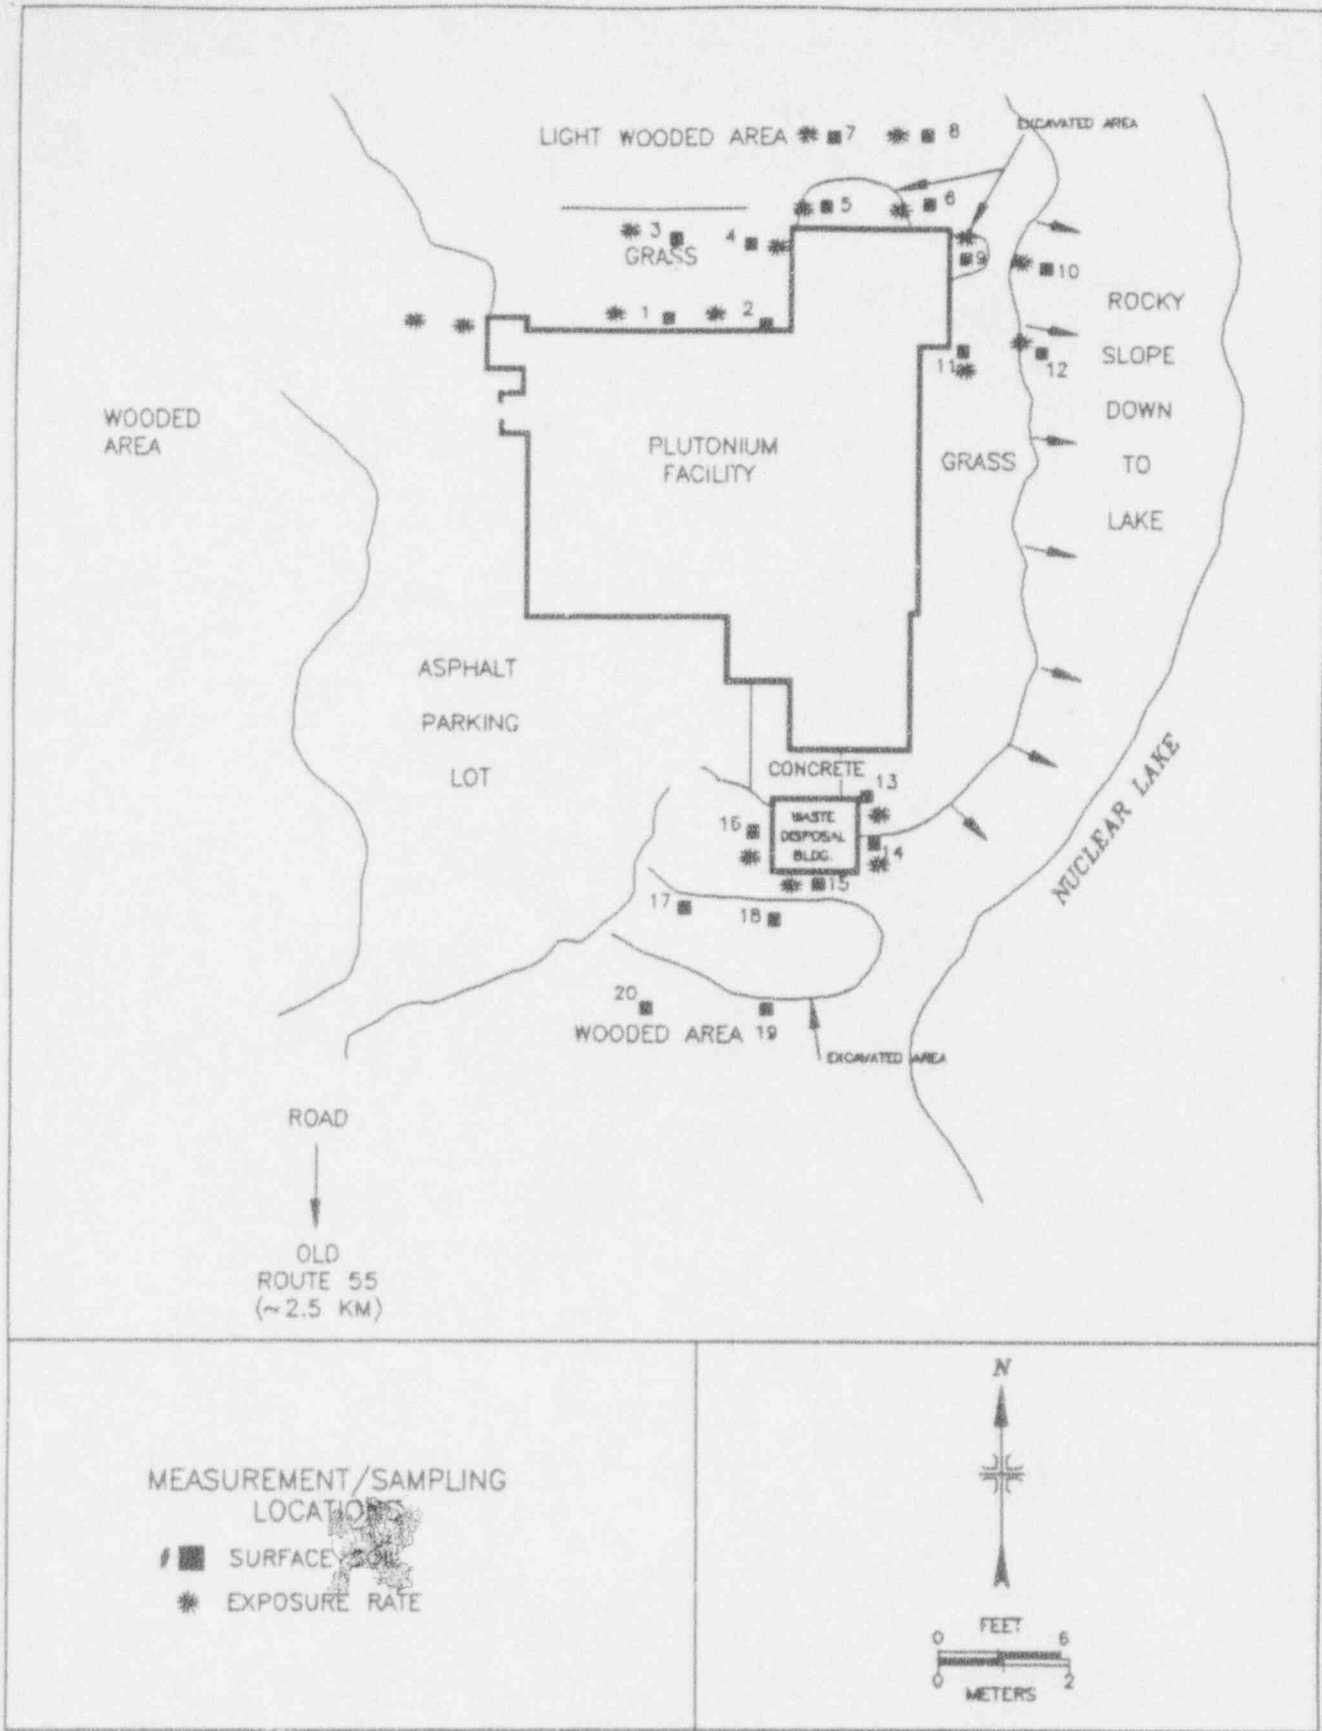 LIGHT WOODED AREA
7
8
EXCAVATED AREA
5
6
3
4
GRASS
9
10
1
2
11
12
ROCKY
SLOPE
DOWN
TO
LAKE
WOODED
AREA
PLUTONIUM
FACILITY
GRASS
ASPHALT
PARKING
LOT
CONCRETE
13
WASTE
DISPOSAL
BLDG.
16
14
15
17
18
NUCLEAR LAKE
20
19
WOODED AREA
EXCAVATED AREA
ROAD
OLD
ROUTE 55
(~2.5 KM)
MEASUREMENT/SAMPLING
LOCATIONS
# SURFACE SOIL
EXPOSURE RATE
N
FEET
0 6
0 2
METERS